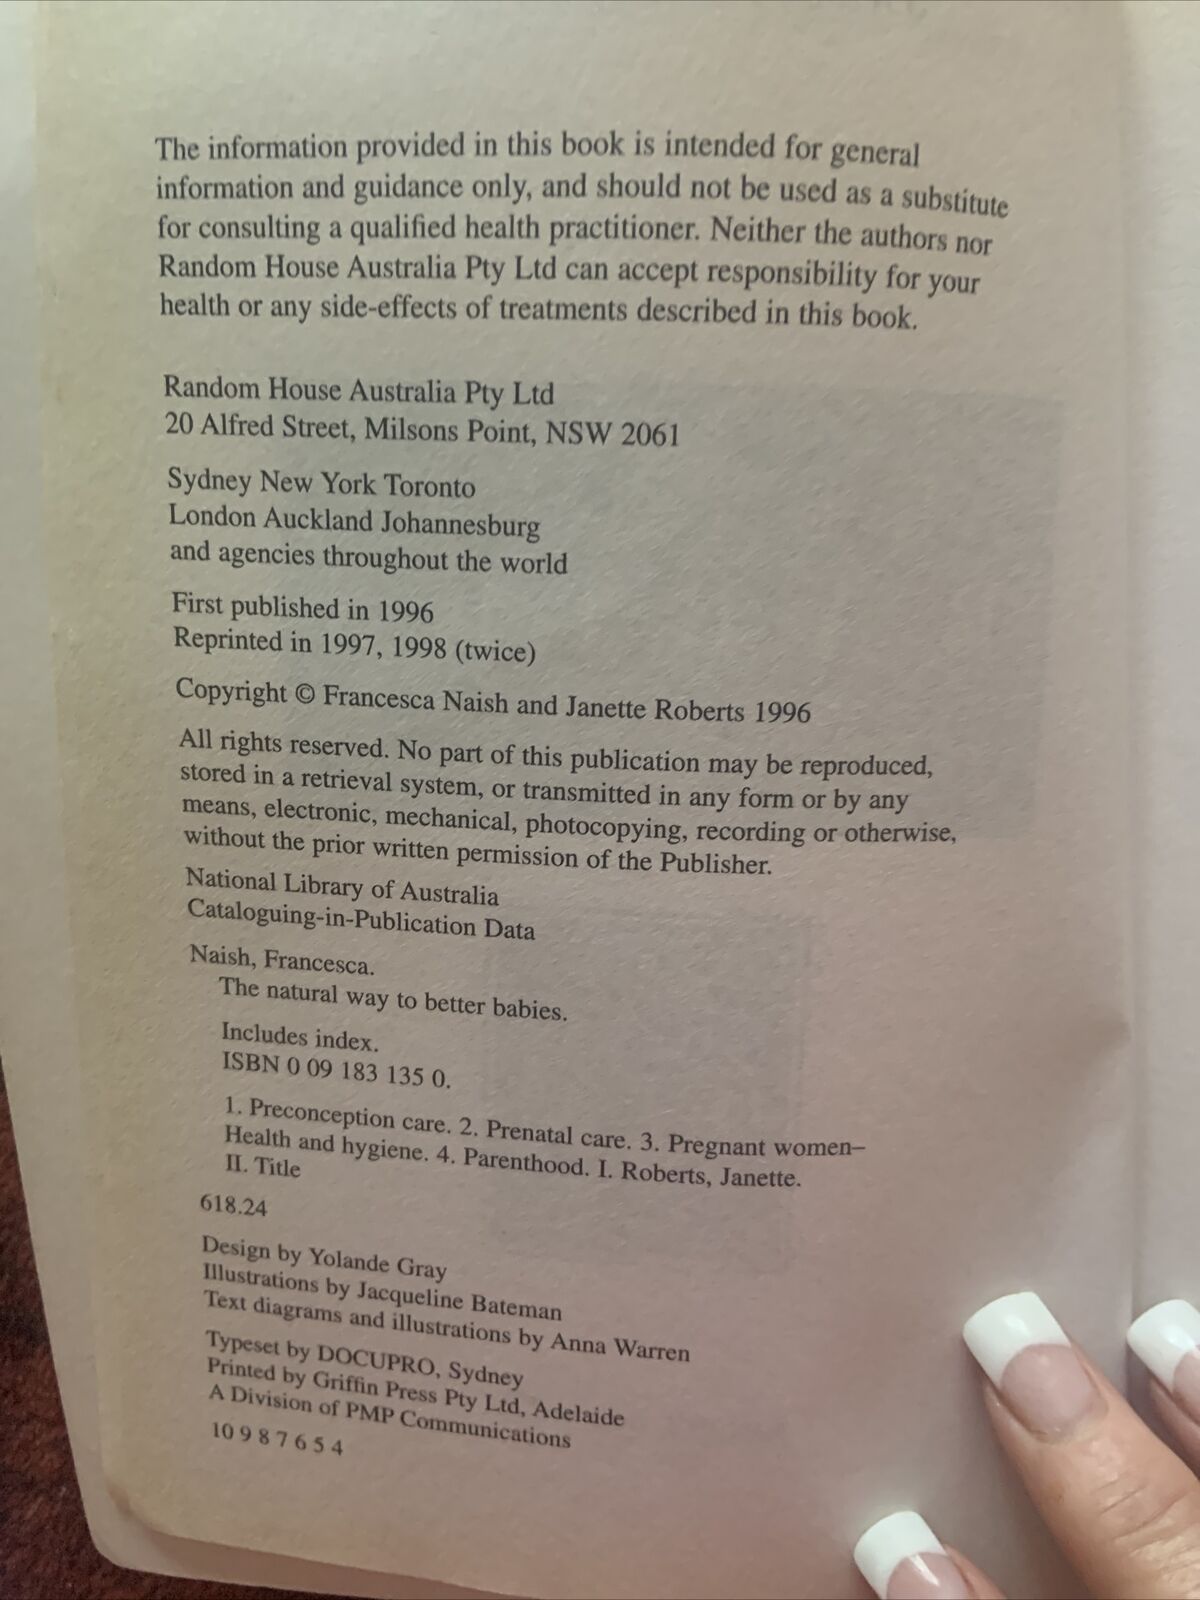 The information provided in this book is intended for general
information and guidance only, and should not be used as a substitute
for consulting a qualified health practitioner. Neither the authors nor
Random House Australia Pty Ltd can accept responsibility for your
health or any side-effects of treatments described in this book.
Random House Australia Pty Ltd
20 Alfred Street, Milsons Point, NSW 2061
Sydney New York Toronto
London Auckland Johannesburg
and agencies throughout the world
First published in 1996
Reprinted in 1997, 1998 (twice)
Copyright © Francesca Naish and Janette Roberts 1996
All rights reserved. No part of this publication may be reproduced,
stored in a retrieval system, or transmitted in any form or by any
means, electronic, mechanical, photocopying, recording or otherwise,
without the prior written permission of the Publisher.
National Library of Australia
Cataloguing-in-Publication Data
Naish, Francesca.
The natural way to better babies.
Includes index.
ISBN 0 09 183 135 0.
1. Preconception care. 2. Prenatal care. 3. Pregnant women–
Health and hygiene. 4. Parenthood. I. Roberts, Janette.
II. Title
618.24
Design by Yolande Gray
Illustrations by Jacqueline Bateman
Text diagrams and illustrations by Anna Warren
Typeset by DOCUPRO, Sydney
Printed by Griffin Press Pty Ltd, Adelaide
A Division of PMP Communications
10 9 8 7 6 5 4